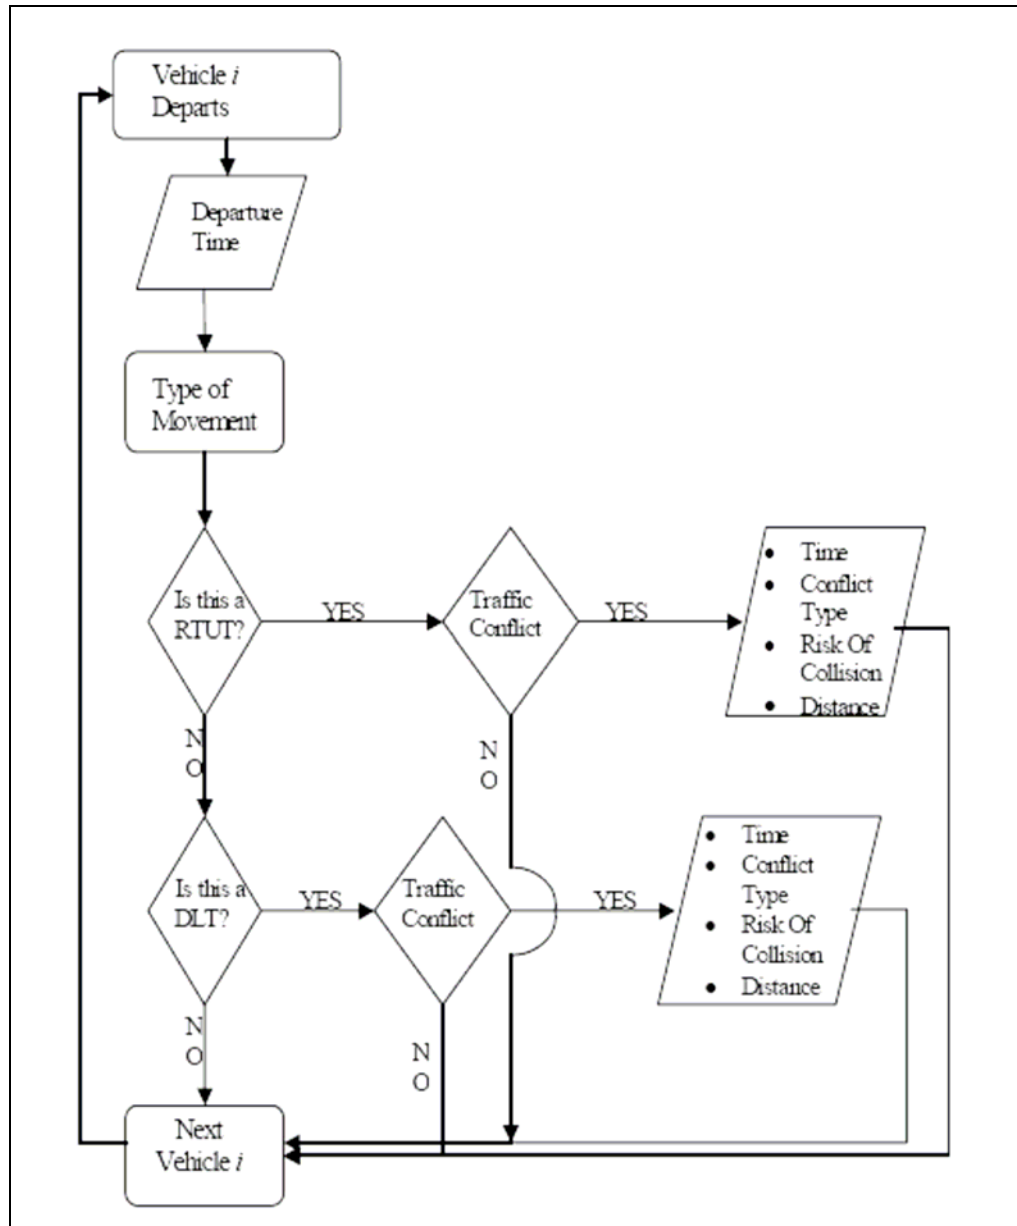 Vehicle i
Departs
Departure
Time
Type of
Movement
Is this a
RTUT?
YES
Traffic
Conflict
YES
• Time
• Conflict
Type
• Risk Of
Collision
• Distance
N
O
N
O
Is this a
DLT?
YES
Traffic
Conflict
YES
• Time
• Conflict
Type
• Risk Of
Collision
• Distance
N
O
N
O
Next
Vehicle i